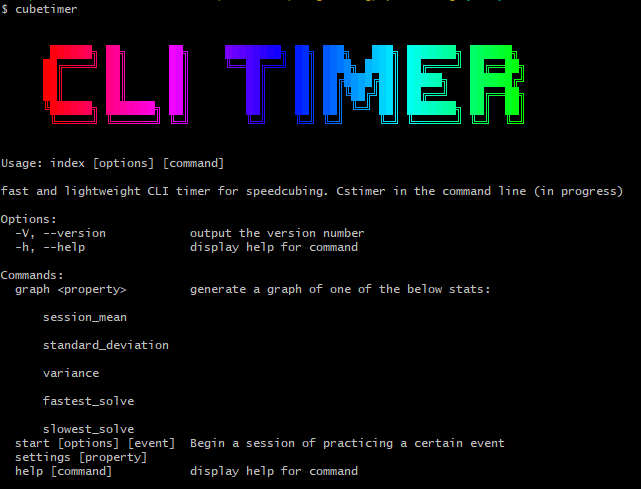 $ cubetimer
CLI TIMER
Usage: index [options] [command]
fast and lightweight CLI timer for speedcubing. Cstimer in the command line (in progress)
Options:
-V, --version output the version number
-h, --help display help for command
Commands:
graph <property> generate a graph of one of the below stats:
session_mean
standard_deviation
variance
fastest_solve
slowest_solve
start [options] [event] Begin a session of practicing a certain event
settings [property]
help [command] display help for command